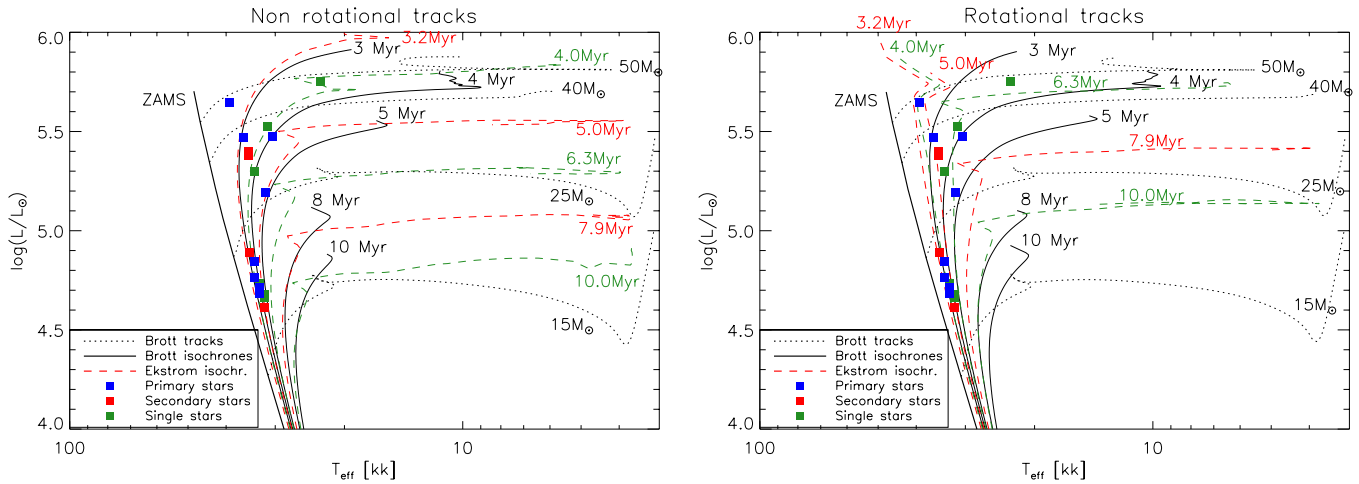 Non rotational tracks
6.0
5.5
5.0
4.5
4.0
log(L/L⊙)
100
10
Teff [kk]
ZAMS
3.2Myr
3 Myr
4.0Myr
50M⊙
4 Myr
40M⊙
5 Myr
5.0Myr
6.3Myr
25M⊙
8 Myr
7.9Myr
10 Myr
10.0Myr
15M⊙
Brott tracks
Brott isochrones
Ekstrom isochr.
Primary stars
Secondary stars
Single stars
Rotational tracks
6.0
5.5
5.0
4.5
4.0
log(L/L⊙)
100
10
Teff [kk]
ZAMS
3.2Myr
4.0Myr
3 Myr
5.0Myr
50M⊙
6.3Myr
4 Myr
40M⊙
5 Myr
7.9Myr
25M⊙
10.0Myr
8 Myr
10 Myr
15M⊙
Brott tracks
Brott isochrones
Ekstrom isochr.
Primary stars
Secondary stars
Single stars